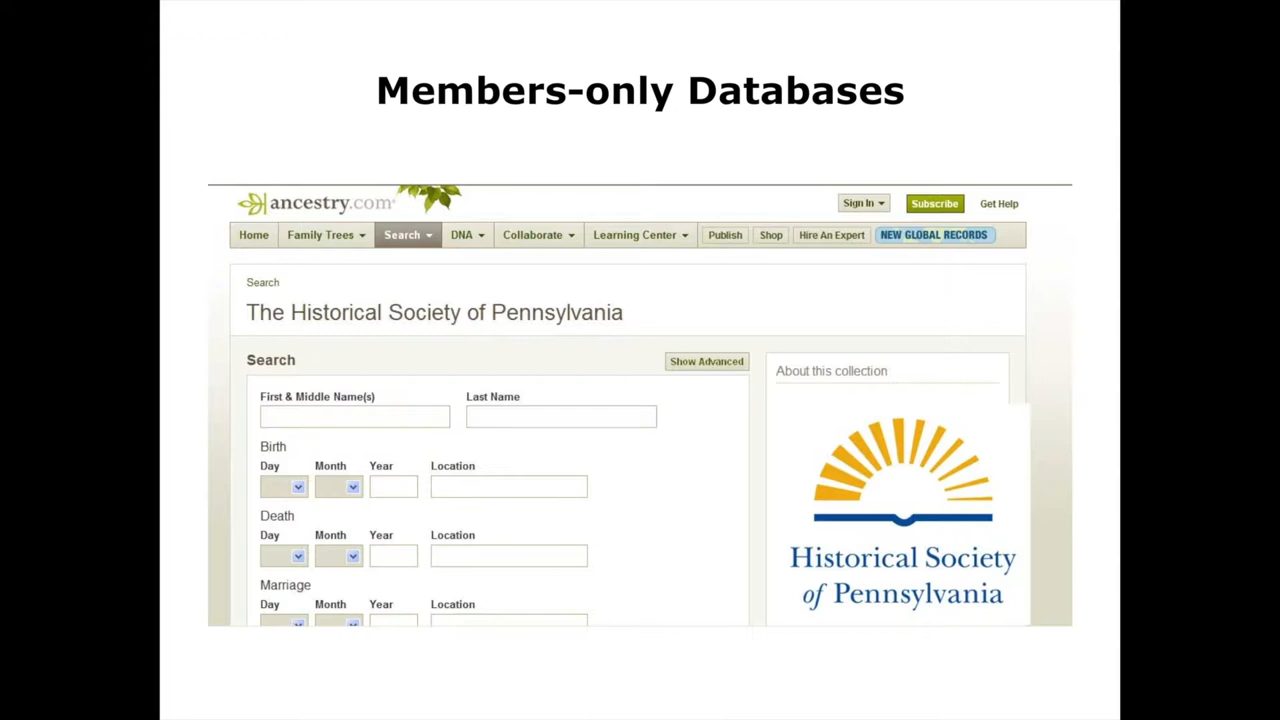 Members-only Databases
ancestry.com
Sign In
Subscribe
Get Help
Home
Family Trees
Search
DNA
Collaborate
Learning Center
Publish
Shop
Hire An Expert
NEW GLOBAL RECORDS
Search
The Historical Society of Pennsylvania
Search
Show Advanced
First & Middle Name(s)
Last Name
Birth
Day
Month
Year
Location
Death
Day
Month
Year
Location
Marriage
Day
Month
Year
Location
About this collection
Historical Society
of Pennsylvania